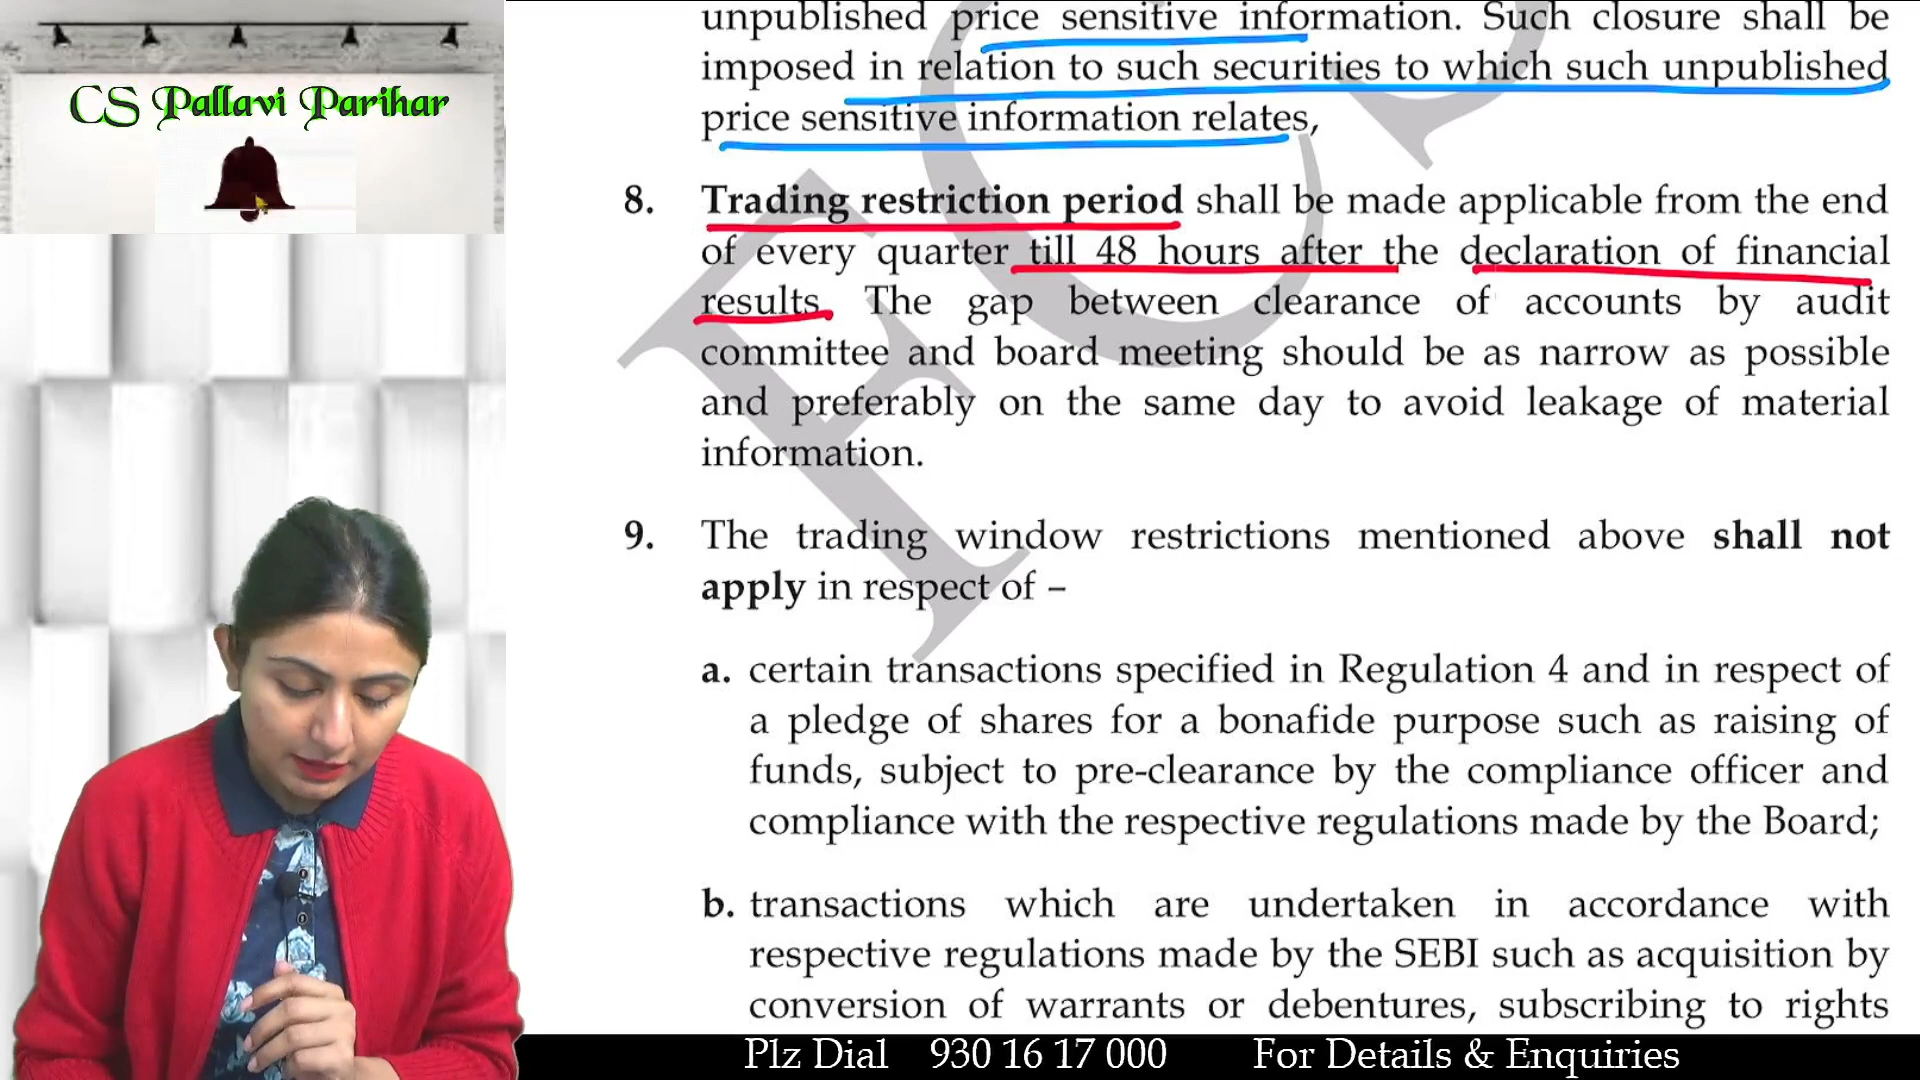 CS Pallavi Parihar
unpublished price sensitive information. Such closure shall be
imposed in relation to such securities to which such unpublished
price sensitive information relates,
8. Trading restriction period shall be made applicable from the end
of every quarter till 48 hours after the declaration of financial
results. The gap between clearance of accounts by audit
committee and board meeting should be as narrow as possible
and preferably on the same day to avoid leakage of material
information.
9. The trading window restrictions mentioned above shall not
apply in respect of –
a. certain transactions specified in Regulation 4 and in respect of
a pledge of shares for a bonafide purpose such as raising of
funds, subject to pre-clearance by the compliance officer and
compliance with the respective regulations made by the Board;
b. transactions which are undertaken in accordance with
respective regulations made by the SEBI such as acquisition by
conversion of warrants or debentures, subscribing to rights
Plz Dial 930 16 17 000 For Details & Enquiries